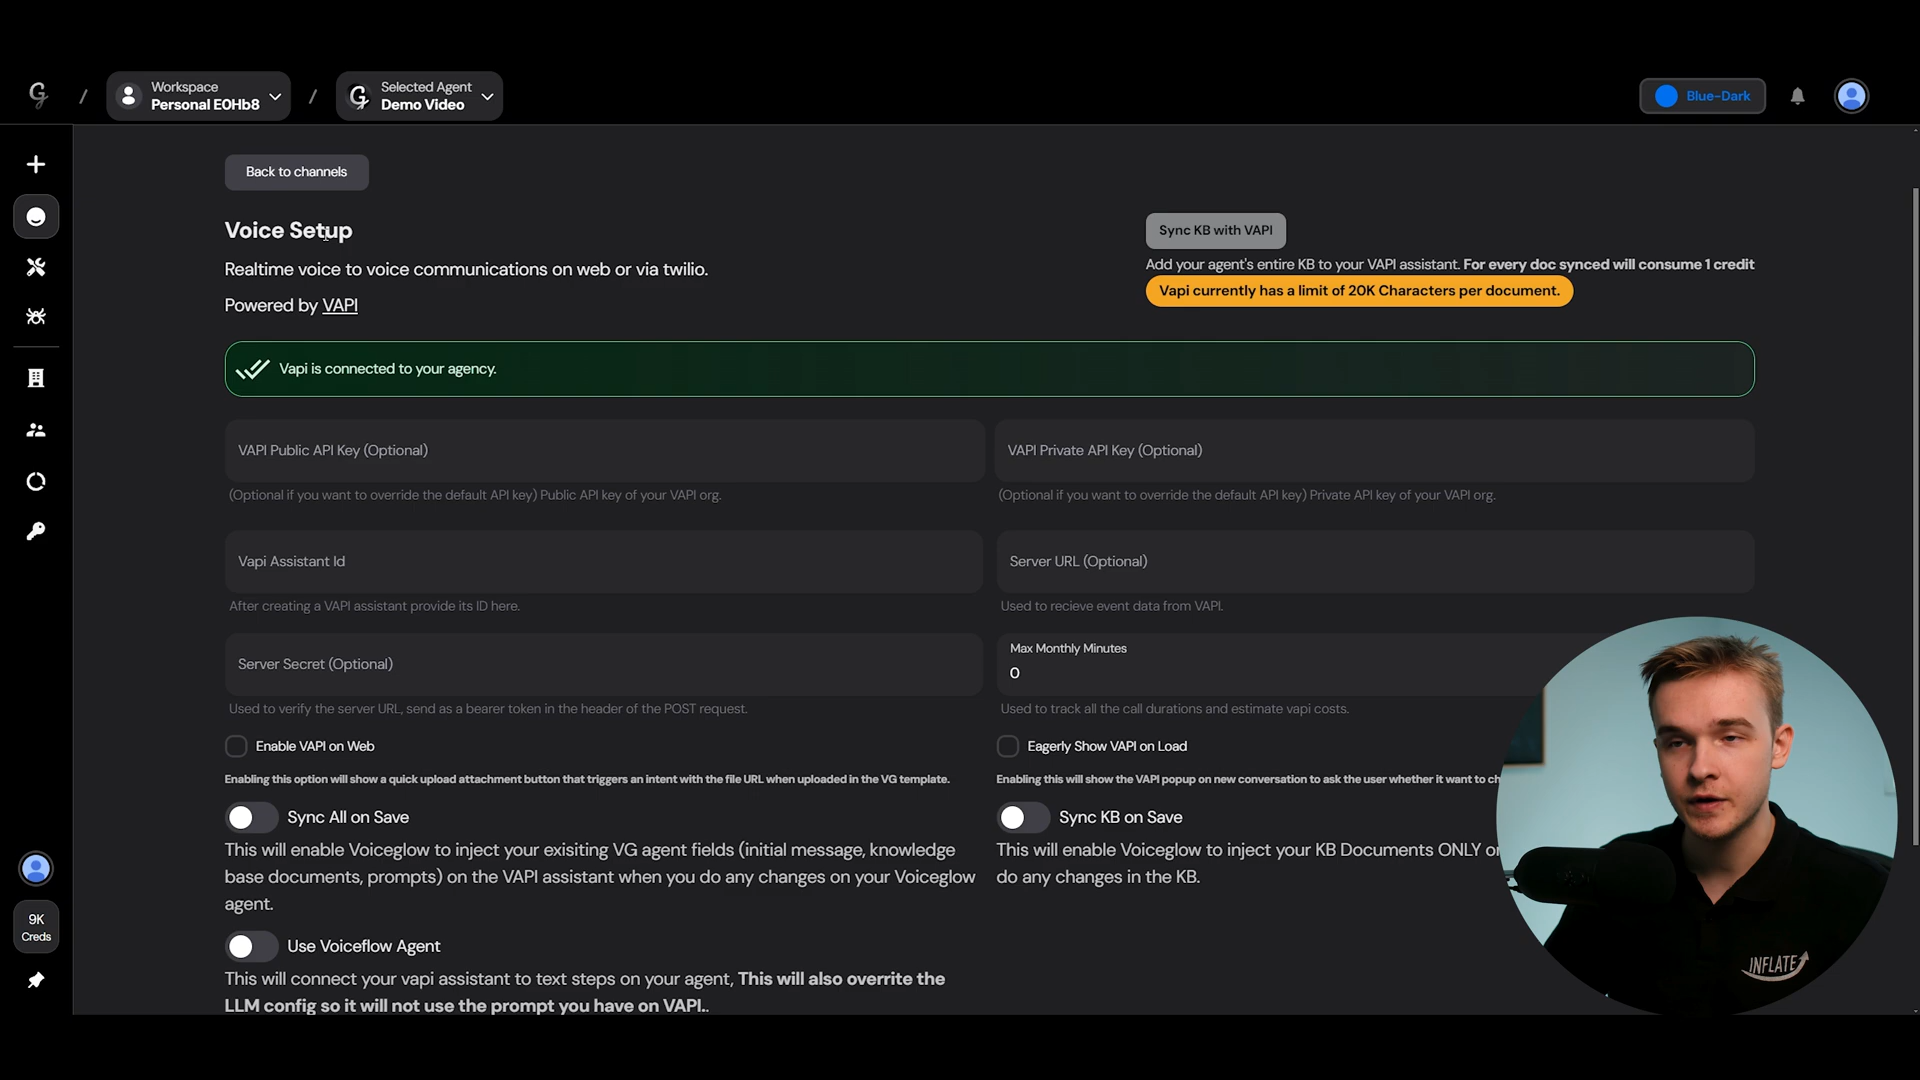 Workspace
Personal E0Hb8
Selected Agent
Demo Video
Blue-Dark
Back to channels
Voice Setup
Sync KB with VAPI
Realtime voice to voice communications on web or via twilio.
Add your agent's entire KB to your VAPI assistant. For every doc synced will consume 1 credit
Vapi currently has a limit of 20K Characters per document.
Powered by VAPI
Vapi is connected to your agency.
VAPI Public API Key (Optional)
VAPI Private API Key (Optional)
(Optional if you want to override the default API key) Public API key of your VAPI org.
(Optional if you want to override the default API key) Private API key of your VAPI org.
Vapi Assistant Id
Server URL (Optional)
After creating a VAPI assistant provide its ID here.
Used to recieve event data from VAPI.
Server Secret (Optional)
Max Monthly Minutes
0
Used to verify the server URL, send as a bearer token in the header of the POST request.
Used to track all the call durations and estimate vapi costs.
Enable VAPI on Web
Eagerly Show VAPI on Load
Enabling this option will show a quick upload attachment button that triggers an intent with the file URL when uploaded in the VG template.
Enabling this will show the VAPI popup on new conversation to ask the user whether it want to
Sync All on Save
Sync KB on Save
This will enable Voiceglow to inject your exisiting VG agent fields (initial message, knowledge
base documents, prompts) on the VAPI assistant when you do any changes on your Voiceglow
agent.
This will enable Voiceglow to inject your KB Documents ONLY
do any changes in the KB.
Use Voiceflow Agent
This will connect your vapi assistant to text steps on your agent, This will also override the
LLM config so it will not use the prompt you have on VAPI..
9K
Creds
INFLATE